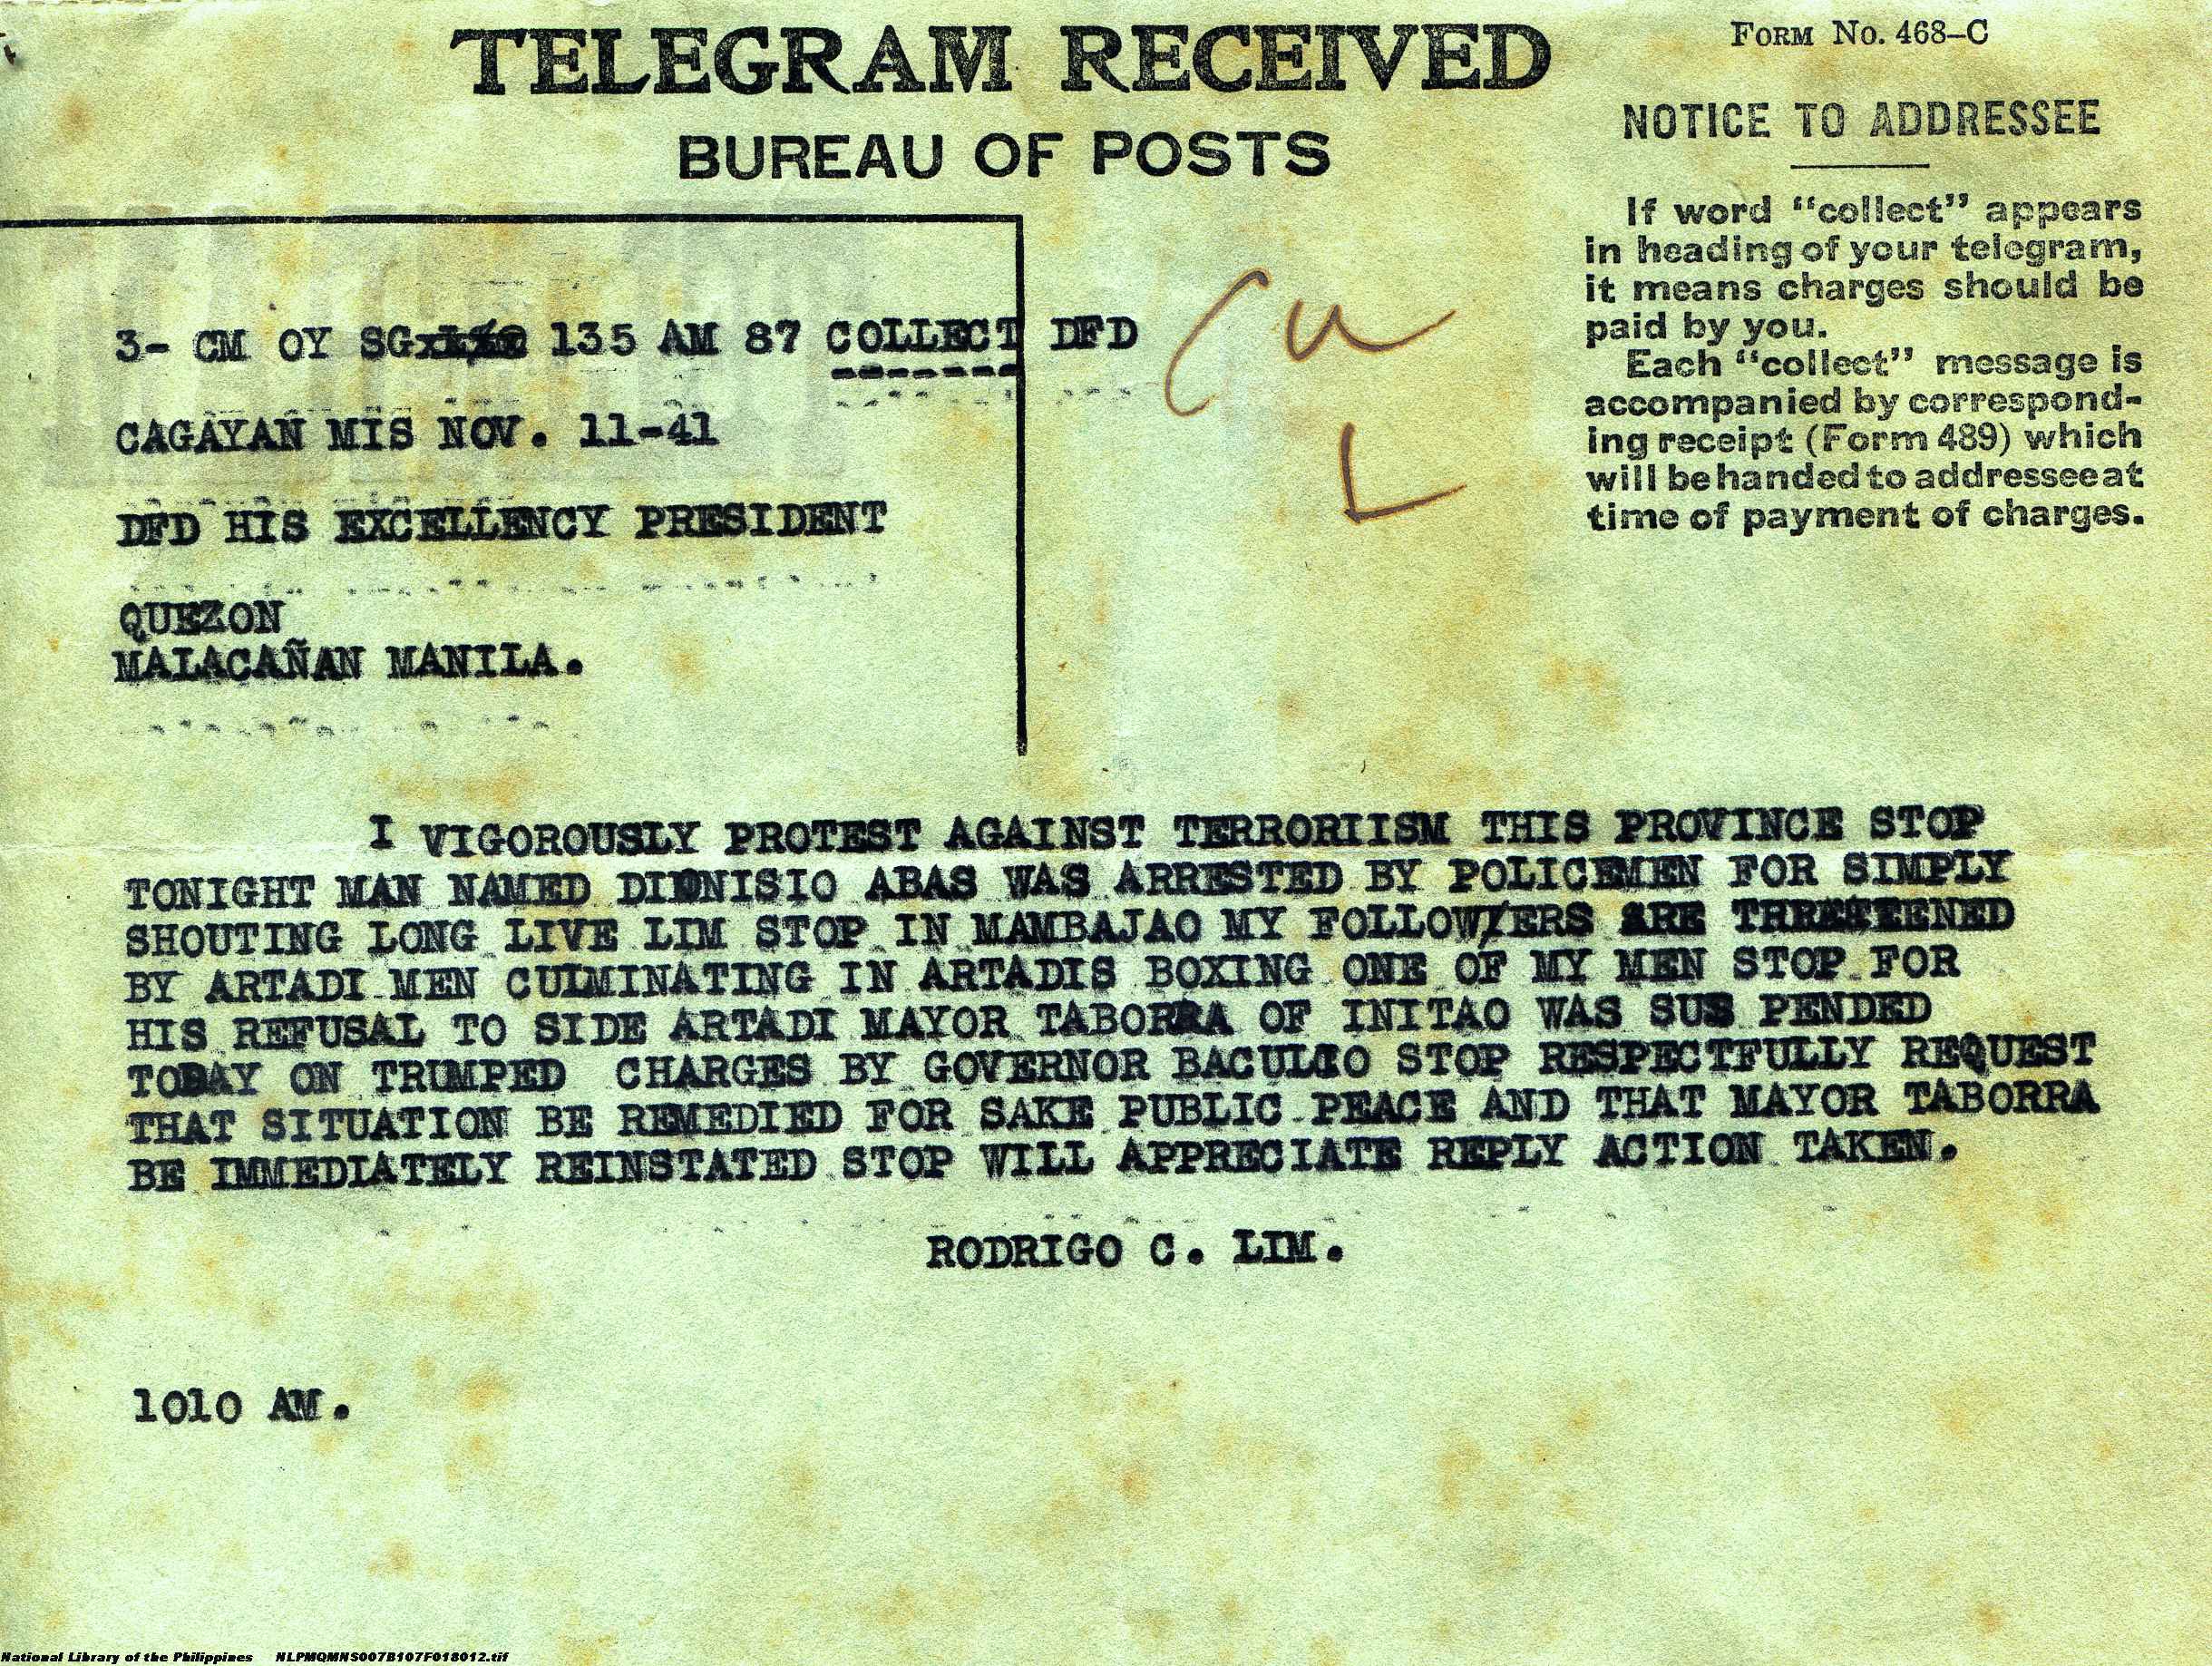 TELEGRAM RECEIVED
BUREAU OF POSTS
FORM No. 468-C
NOTICE TO ADDRESSEE
If word "collect" appears
in heading of your telegram,
it means charges should be
paid by you.
Each "collect" message is
accompanied by correspond-
ing receipt (Form 489) which
will be handed to addressee at
time of payment of charges.
3- CM OY SG 135 AM 87 COLLECT DFD
CAGAYAN MIS NOV. 11-41
DFD HIS EXCELLENCY PRESIDENT
QUEZON
MALACAÑAN MANILA.
I VIGOROUSLY PROTEST AGAINST TERRORIISM THIS PROVINCE STOP
TONIGHT MAN NAMED DIONISIO ABAS WAS ARRESTED BY POLICEMEN FOR SIMPLY
SHOUTING LONG LIVE LIM STOP IN MAMBAJAO MY FOLLOW/ERS ARE THREATEENED
BY ARTADI MEN CULMINATING IN ARTADIS BOXING ONE OF MY MEN STOP FOR
HIS REFUSAL TO SIDE ARTADI MAYOR TABORRA OF INITAO WAS SUS PENDED
TODAY ON TRUMPED CHARGES BY GOVERNOR BACULIO STOP RESPECTFULLY REQUEST
THAT SITUATION BE REMEDIED FOR SAKE PUBLIC PEACE AND THAT MAYOR TABORRA
BE IMMEDIATELY REINSTATED STOP WILL APPRECIATE REPLY ACTION TAKEN.
RODRIGO C. LIM.
1010 AM.
National Library of the Philippines NLPMQMNS007B107F018012.tif